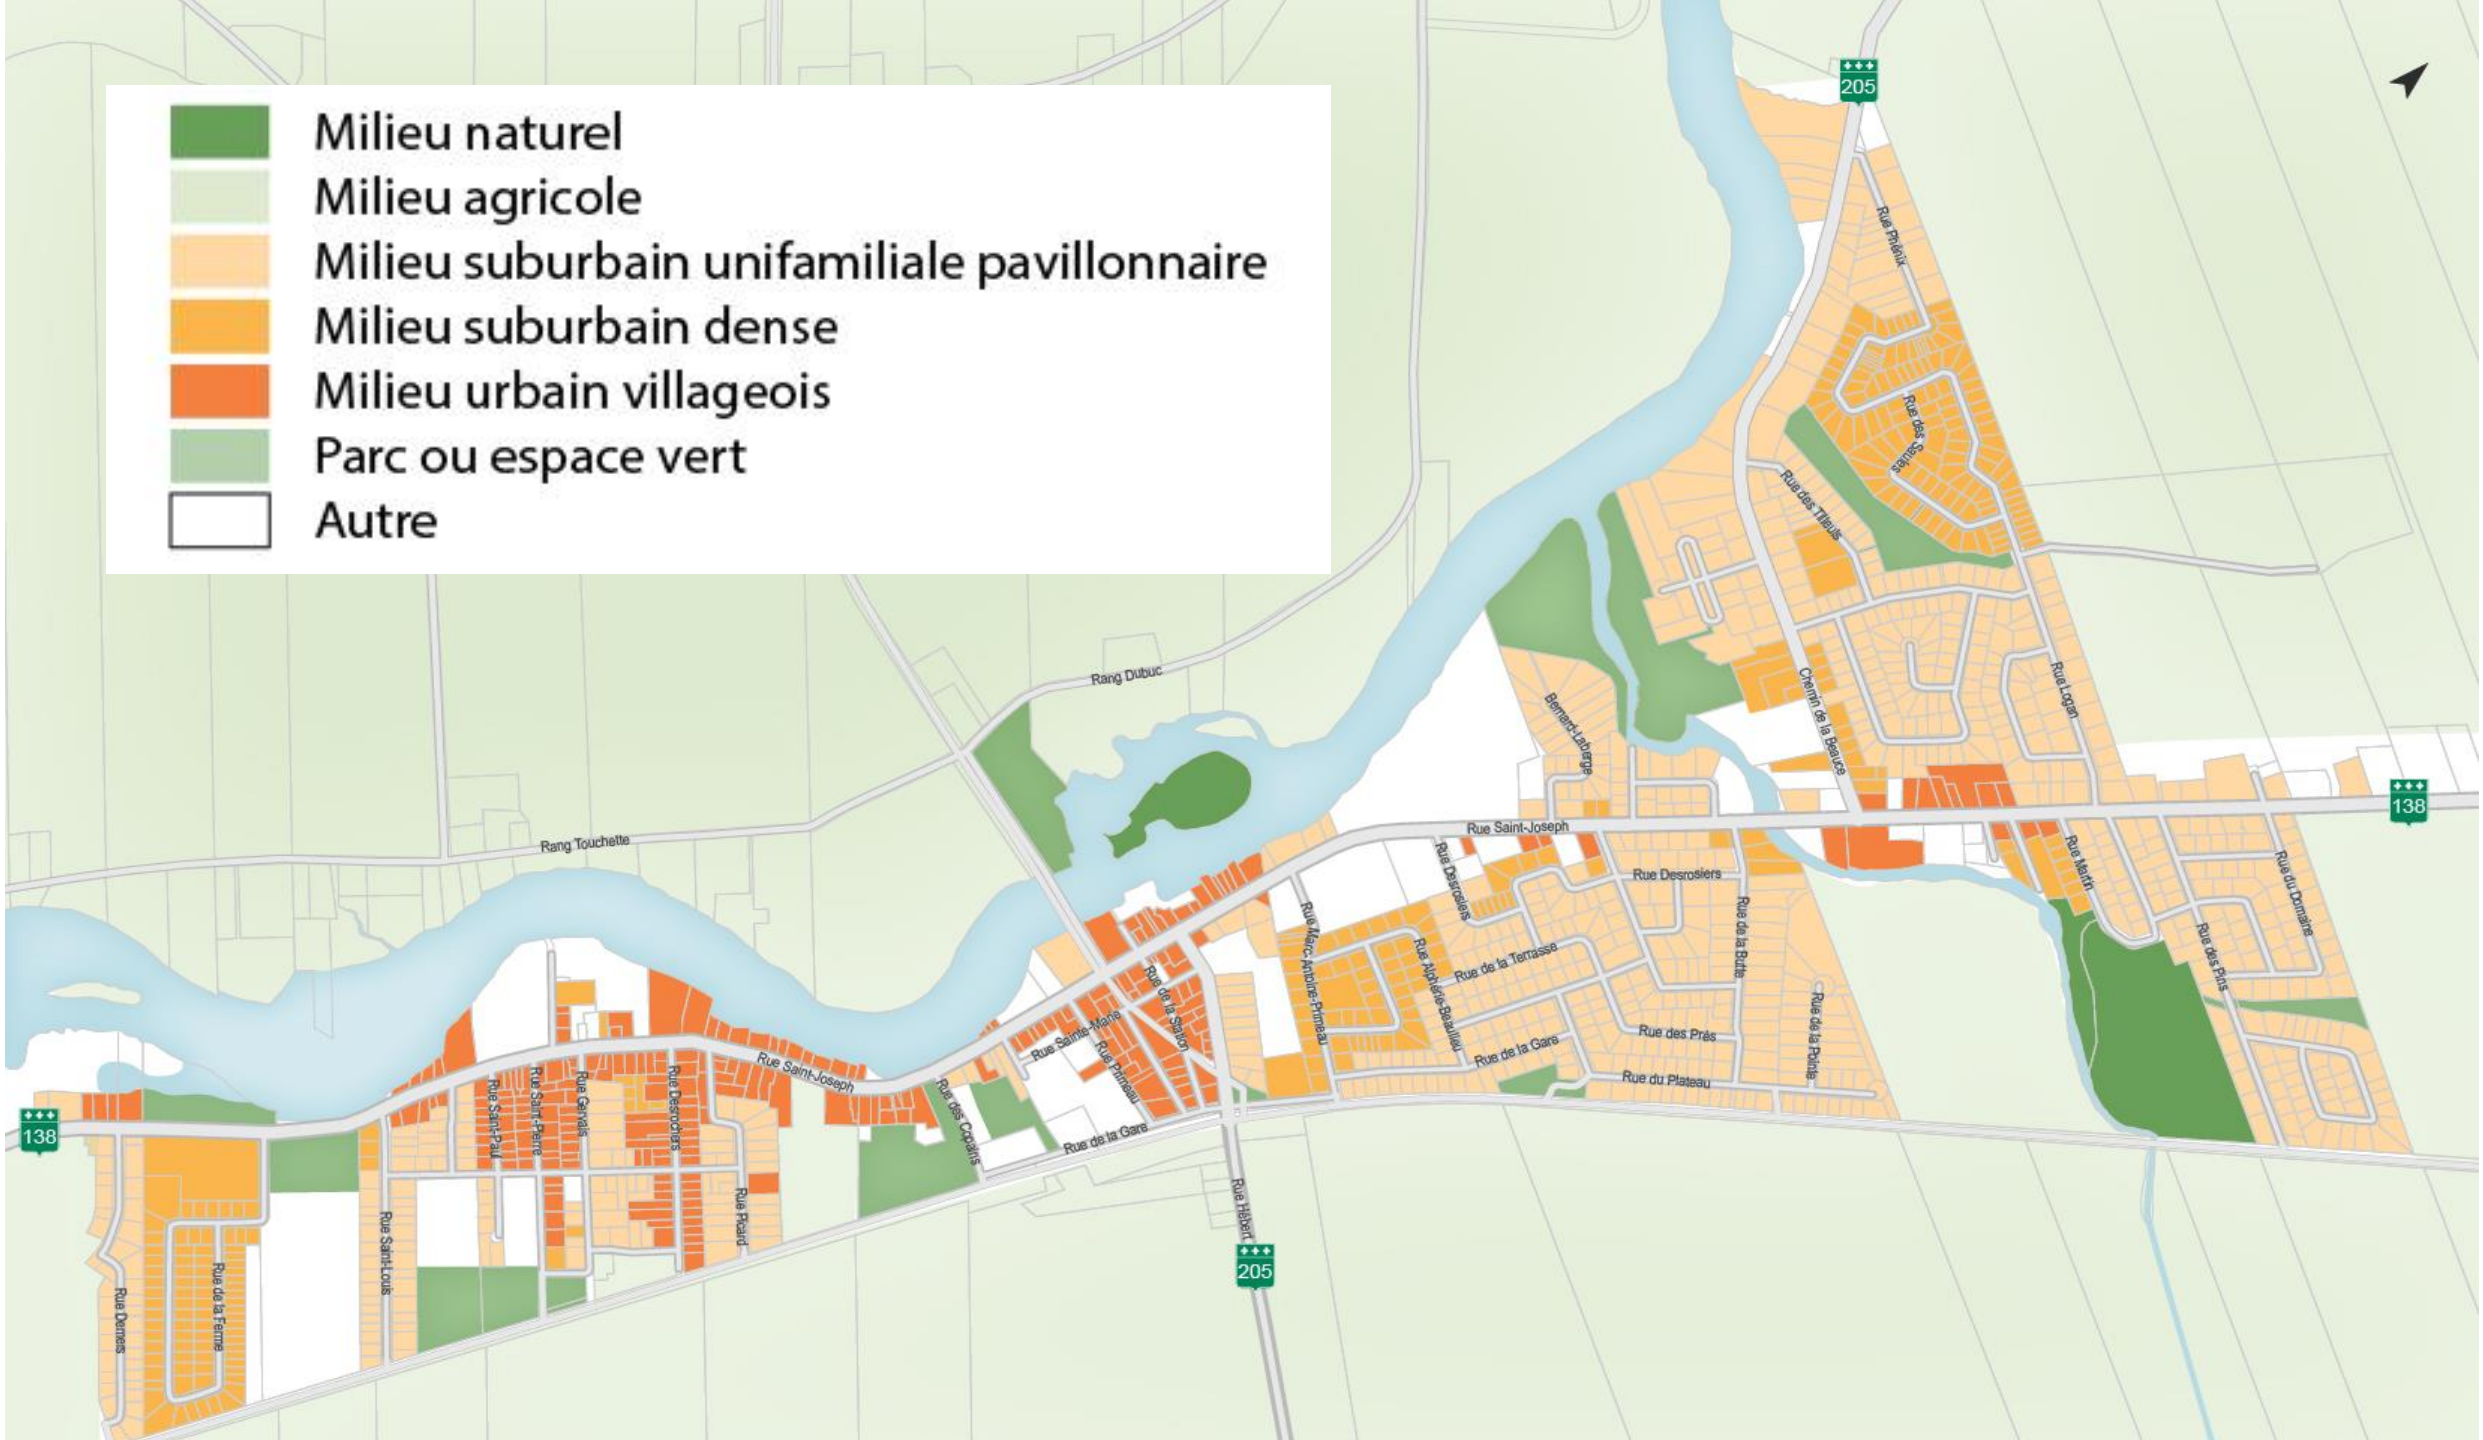 Milieu naturel
Milieu agricole
Milieu suburbain unifamiliale pavillonnaire
Milieu suburbain dense
Milieu urbain villageois
Parc ou espace vert
Autre
205
Rue Phénix
Rue des Saules
Rue des Tilleuls
Rang Dubuc
Rue Logan
Chemin de la Beauce
Bernard-Laberge
138
Rang Touchette
Rue Saint-Joseph
Rue Desrosiers
Rue Desrosiers
Rue Martin
Rue du Domaine
Rue Marc-Antoine-Primeau
Rue Alphérie-Beaulieu
Rue de la Terrasse
Rue de la Butte
Rue des Pins
Rue de la Station
Rue Sainte-Marie
Rue Primeau
Rue de la Gare
Rue des Prés
Rue de la Pointe
Rue du Plateau
Rue Saint-Joseph
Rue des Copains
Rue de la Gare
138
Rue Saint-Paul
Rue Saint-Pierre
Rue Gervais
Rue Desrochers
Rue Picard
Rue Hébert
205
Rue Saint-Louis
Rue de la Ferme
Rue Demers